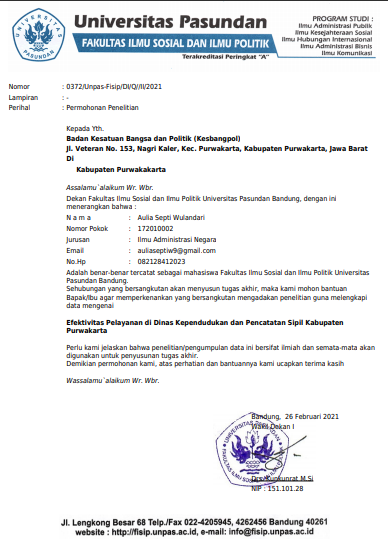 Universitas Pasundan
FAKULTAS ILMU SOSIAL DAN ILMU POLITIK
Terakreditasi Peringkat "A"
PROGRAM STUDI :
Ilmu Administrasi Publik
Ilmu Kesejahteraan Sosial
Ilmu Hubungan Internasional
Ilmu Administrasi Bisnis
Ilmu Komunikasi
Nomor : 0372/Unpas-Fisip/DI/Q/II/2021
Lampiran : -
Perihal : Permohonan Penelitian
Kepada Yth.
Badan Kesatuan Bangsa dan Politik (Kesbangpol)
Jl. Veteran No. 153, Nagri Kaler, Kec. Purwakarta, Kabupaten Purwakarta, Jawa Barat
Di
Kabupaten Purwakakarta
Assalamu`alaikum Wr. Wbr.
Dekan Fakultas Ilmu Sosial dan Ilmu Politik Universitas Pasundan Bandung, dengan ini
menerangkan bahwa :
N a m a : Aulia Septi Wulandari
Nomor Pokok : 172010002
Jurusan : Ilmu Administrasi Negara
Email : auliaseptiw9@gmail.com
No.Hp : 082128412023
Adalah benar-benar tercatat sebagai mahasiswa Fakultas Ilmu Sosial dan Ilmu Politik Universitas
Pasundan Bandung.
Sehubungan yang bersangkutan akan menyusun tugas akhir, maka kami mohon bantuan
Bapak/Ibu agar memperkenankan yang bersangkutan mengadakan penelitian guna melengkapi
data mengenai
Efektivitas Pelayanan di Dinas Kependudukan dan Pencatatan Sipil Kabupaten
Purwakarta
Perlu kami jelaskan bahwa penelitian/pengumpulan data ini bersifat ilmiah dan semata-mata akan
digunakan untuk penyusunan tugas akhir.
Demikian permohonan kami, atas perhatian dan bantuannya kami ucapkan terima kasih
Wassalamu`alaikum Wr. Wbr.
Bandung, 26 Februari 2021
Wakil Dekan I
M.Si
NIP : 151.101.28
Jl. Lengkong Besar 68 Telp./Fax 022-4205945, 4262456 Bandung 40261
website : http://fisip.unpas.ac.id, e-mail: info@fisip.unpas.ac.id